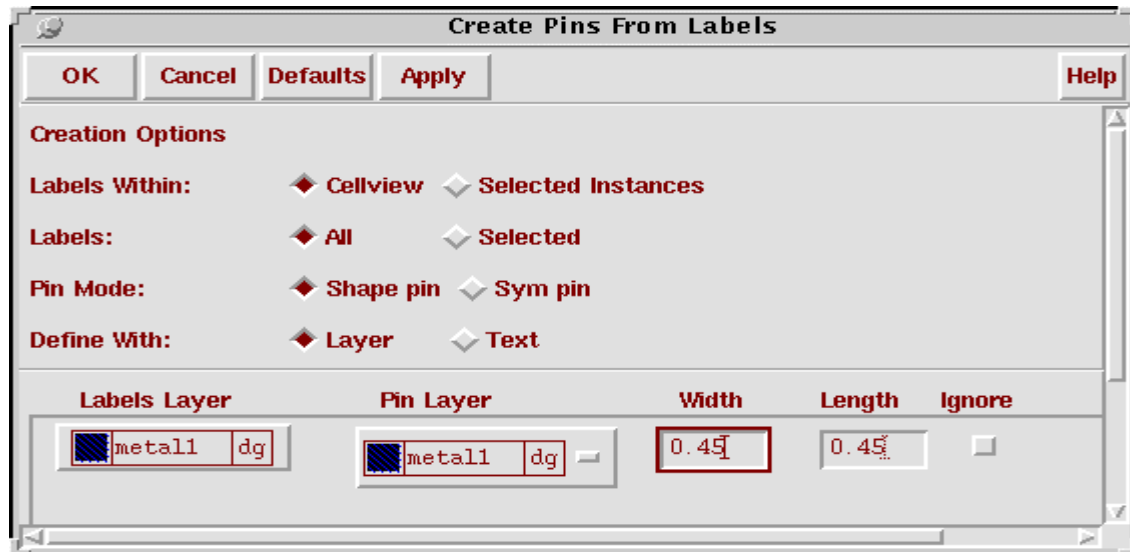 Create Pins From Labels
OK Cancel Defaults Apply Help
Creation Options
Labels Within: Cellview Selected Instances
Labels: All Selected
Pin Mode: Shape pin Sym pin
Define With: Layer Text
Labels Layer Pin Layer Width Length Ignore
metal1 dg metal1 dg 0.45 0.45